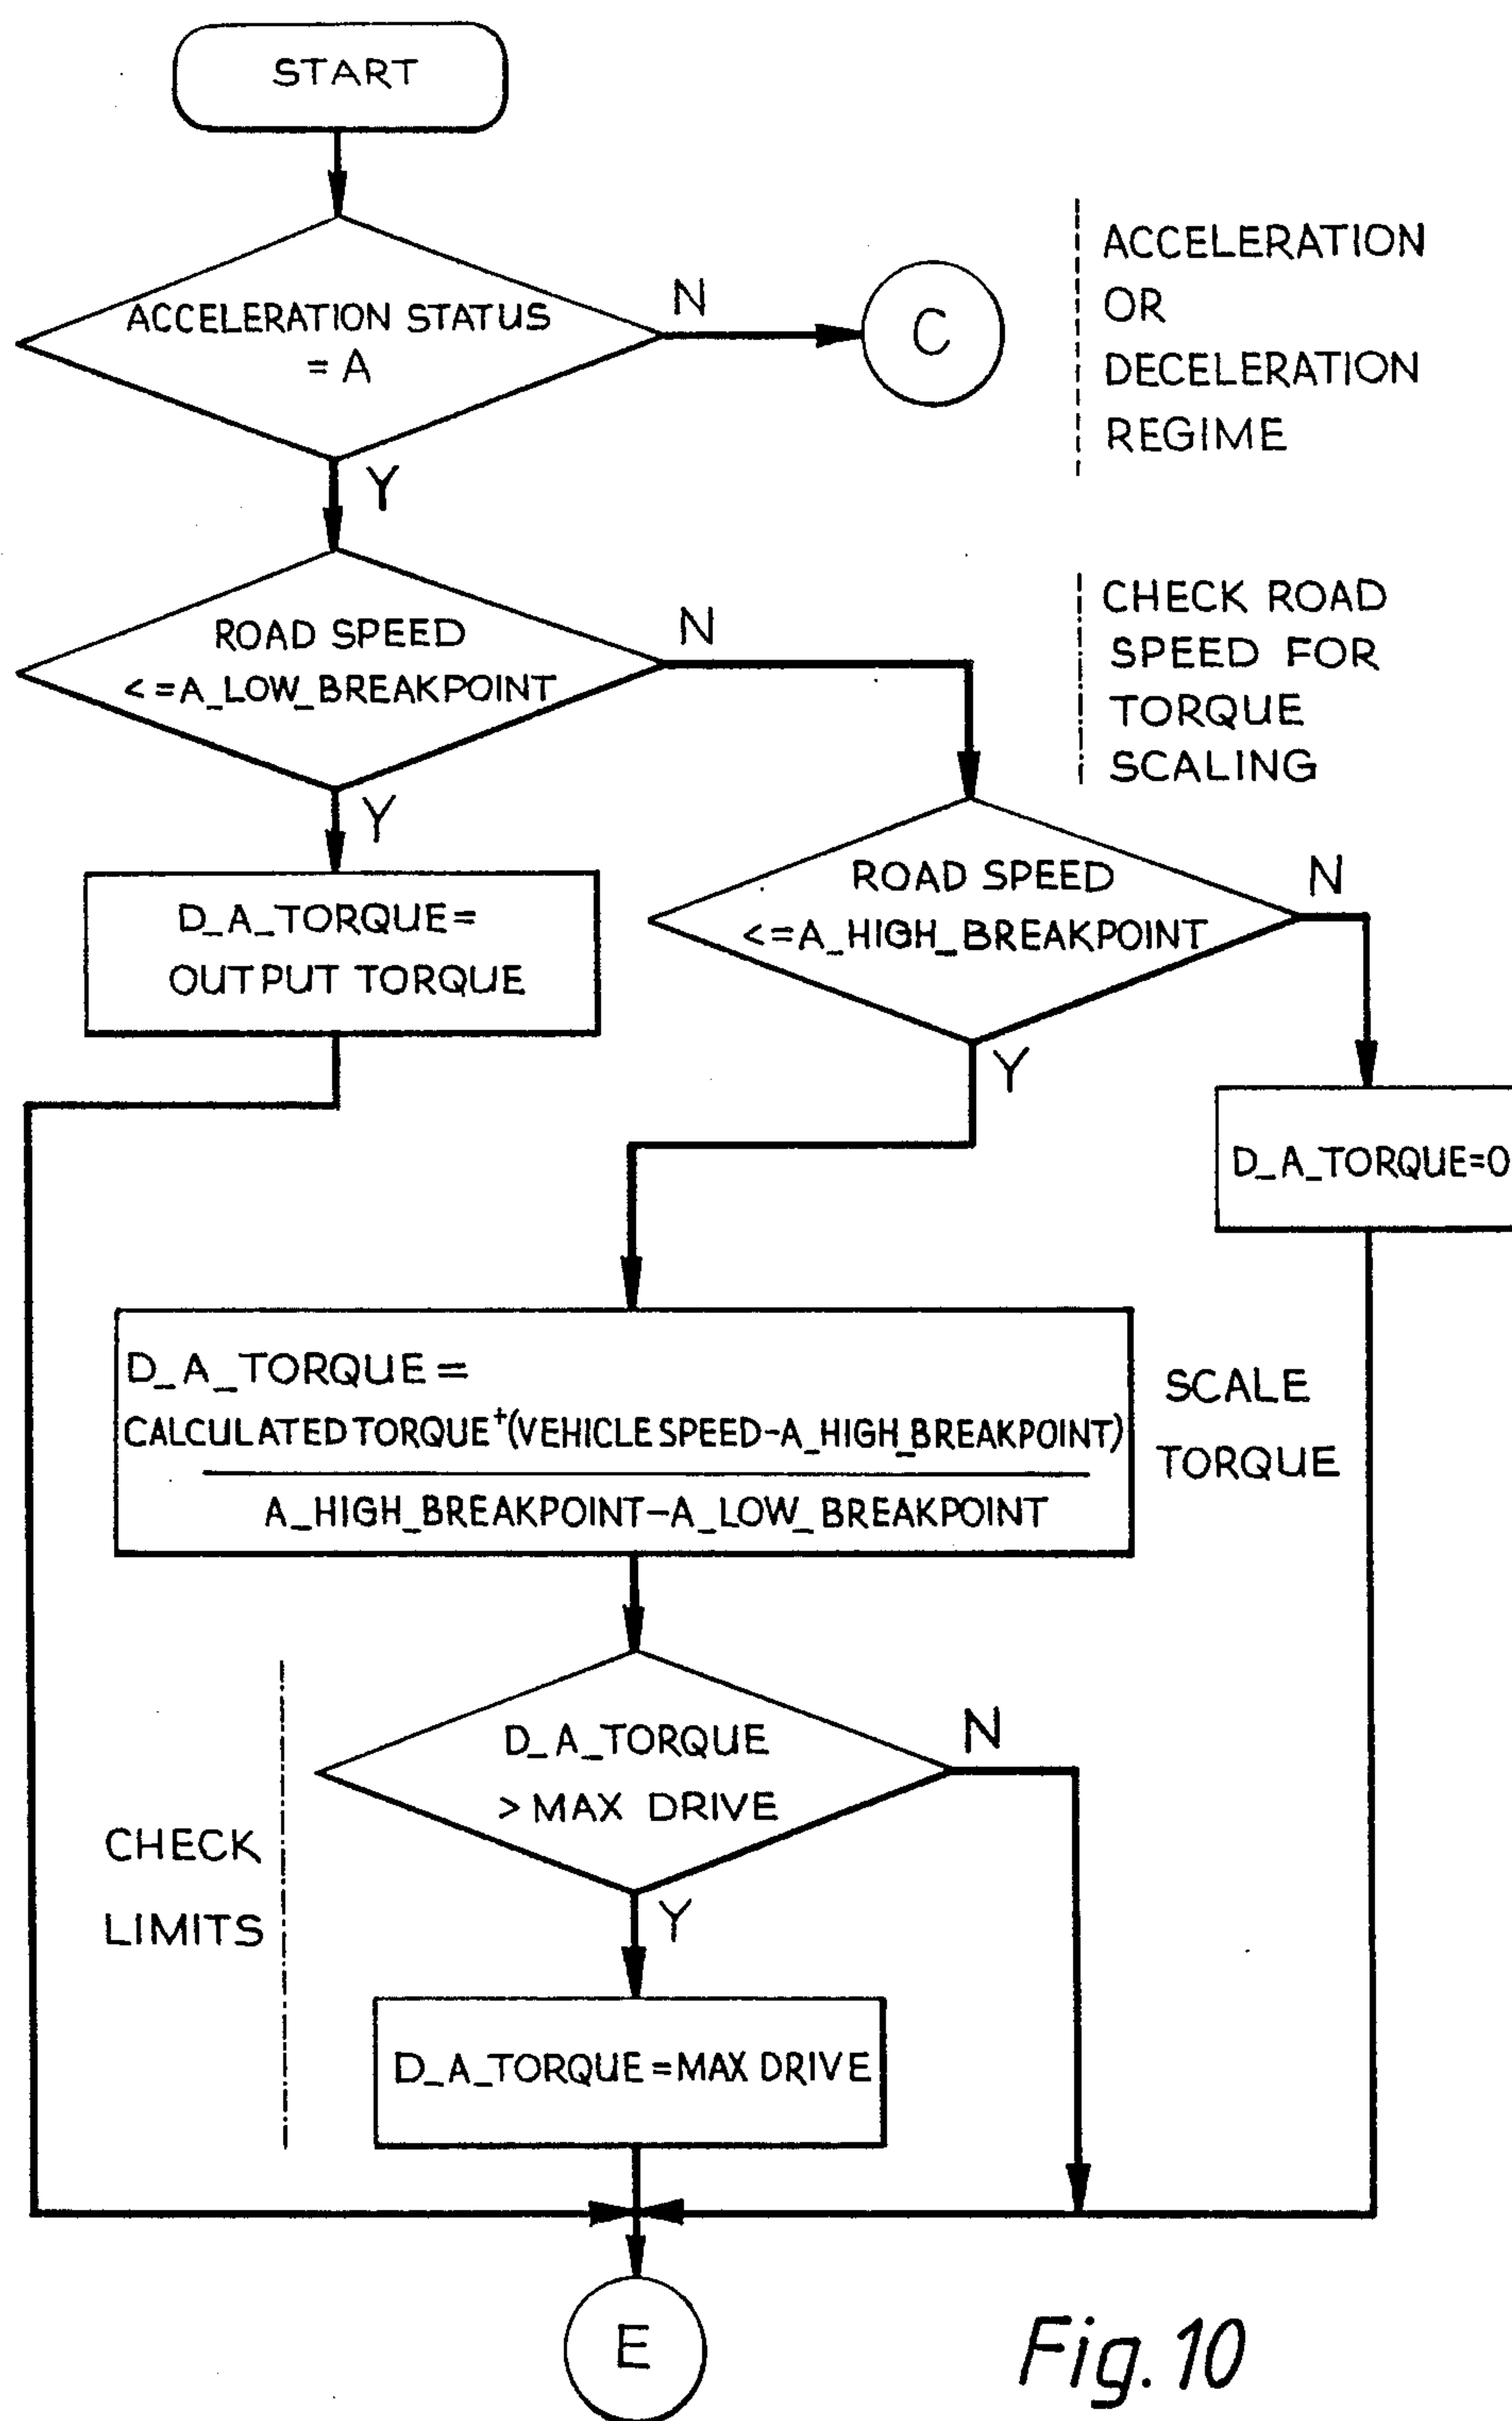 START
ACCELERATION STATUS
= A
N
C
ACCELERATION
OR
DECELERATION
REGIME
Y
ROAD SPEED
<=A_LOW_BREAKPOINT
N
CHECK ROAD
SPEED FOR
TORQUE
SCALING
Y
D_A_TORQUE=
OUTPUT TORQUE
ROAD SPEED
<=A_HIGH_BREAKPOINT
N
Y
D_A_TORQUE=0
D_A_TORQUE=
CALCULATED TORQUE+(VEHICLE SPEED-A_HIGH_BREAKPOINT)
A_HIGH_BREAKPOINT-A_LOW_BREAKPOINT
SCALE
TORQUE
D_A_TORQUE
> MAX DRIVE
N
CHECK
LIMITS
Y
D_A_TORQUE=MAX DRIVE
E
Fig. 10